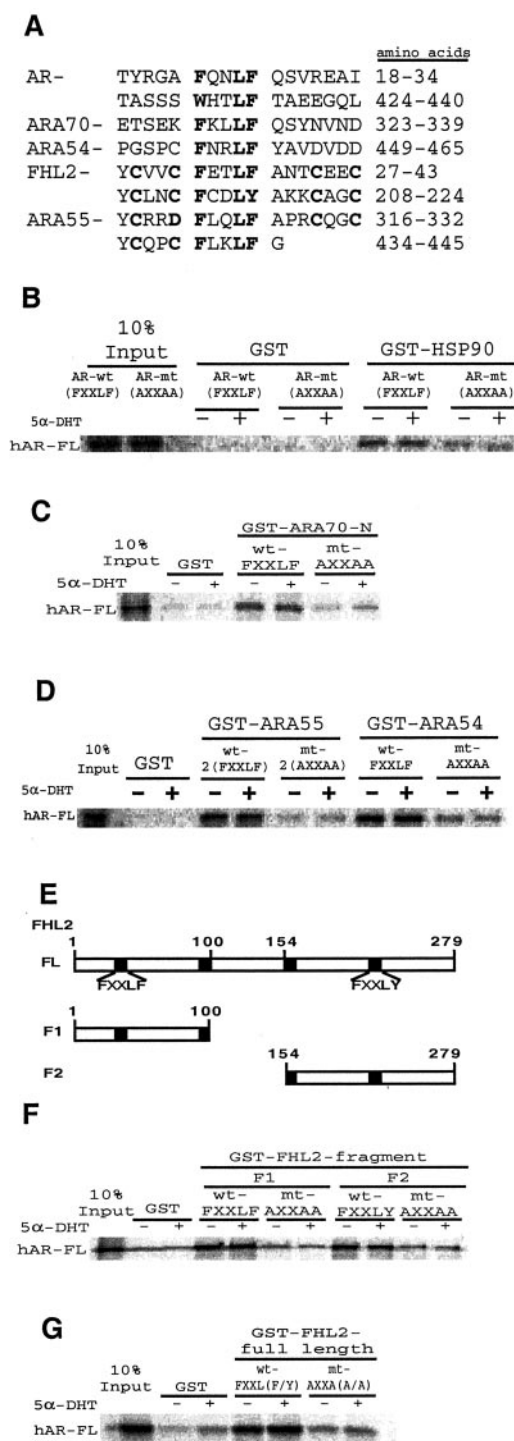 A
amino acids
AR- TYRGA FQNLF QSVREAI 18-34
TASSS WHTLF TAEEGQL 424-440
ARA70- ETSEK FKLLF QSYNVND 323-339
ARA54- PGSPC FNRLF YAVDVDD 449-465
FHL2- YCVVC FETLF ANTCEEC 27-43
YCLNC FCDLY AKKCAGC 208-224
ARA55- YCRRD FLQLF APRCQGC 316-332
YCQPC FLKLF G 434-445
B
10% Input GST GST-HSP90
AR-wt (FXXLF) AR-mt (AXXAA) AR-wt (FXXLF) AR-mt (AXXAA) AR-wt (FXXLF) AR-mt (AXXAA)
5α-DHT - + - + - + - +
hAR-FL
C
GST-ARA70-N
10% Input GST wt-FXXLF mt-AXXAA
5α-DHT - + - + - +
hAR-FL
D
GST-ARA55 GST-ARA54
10% Input GST wt-2(FXXLF) mt-2(AXXAA) wt-FXXLF mt-AXXAA
5α-DHT - + - + - + - + - +
hAR-FL
E
FHL2
1 100 154 279
FL
FXXLF FXXLY
1 100
F1
154 279
F2
F
GST-FHL2-fragment
F1 F2
10% Input GST wt-FXXLF mt-AXXAA wt-FXXLY mt-AXXAA
5α-DHT - + - + - + - + - +
hAR-FL
G
GST-FHL2-full length
10% Input GST wt-FXXL(F/Y) mt-AXXA(A/A)
5α-DHT - + - + - +
hAR-FL